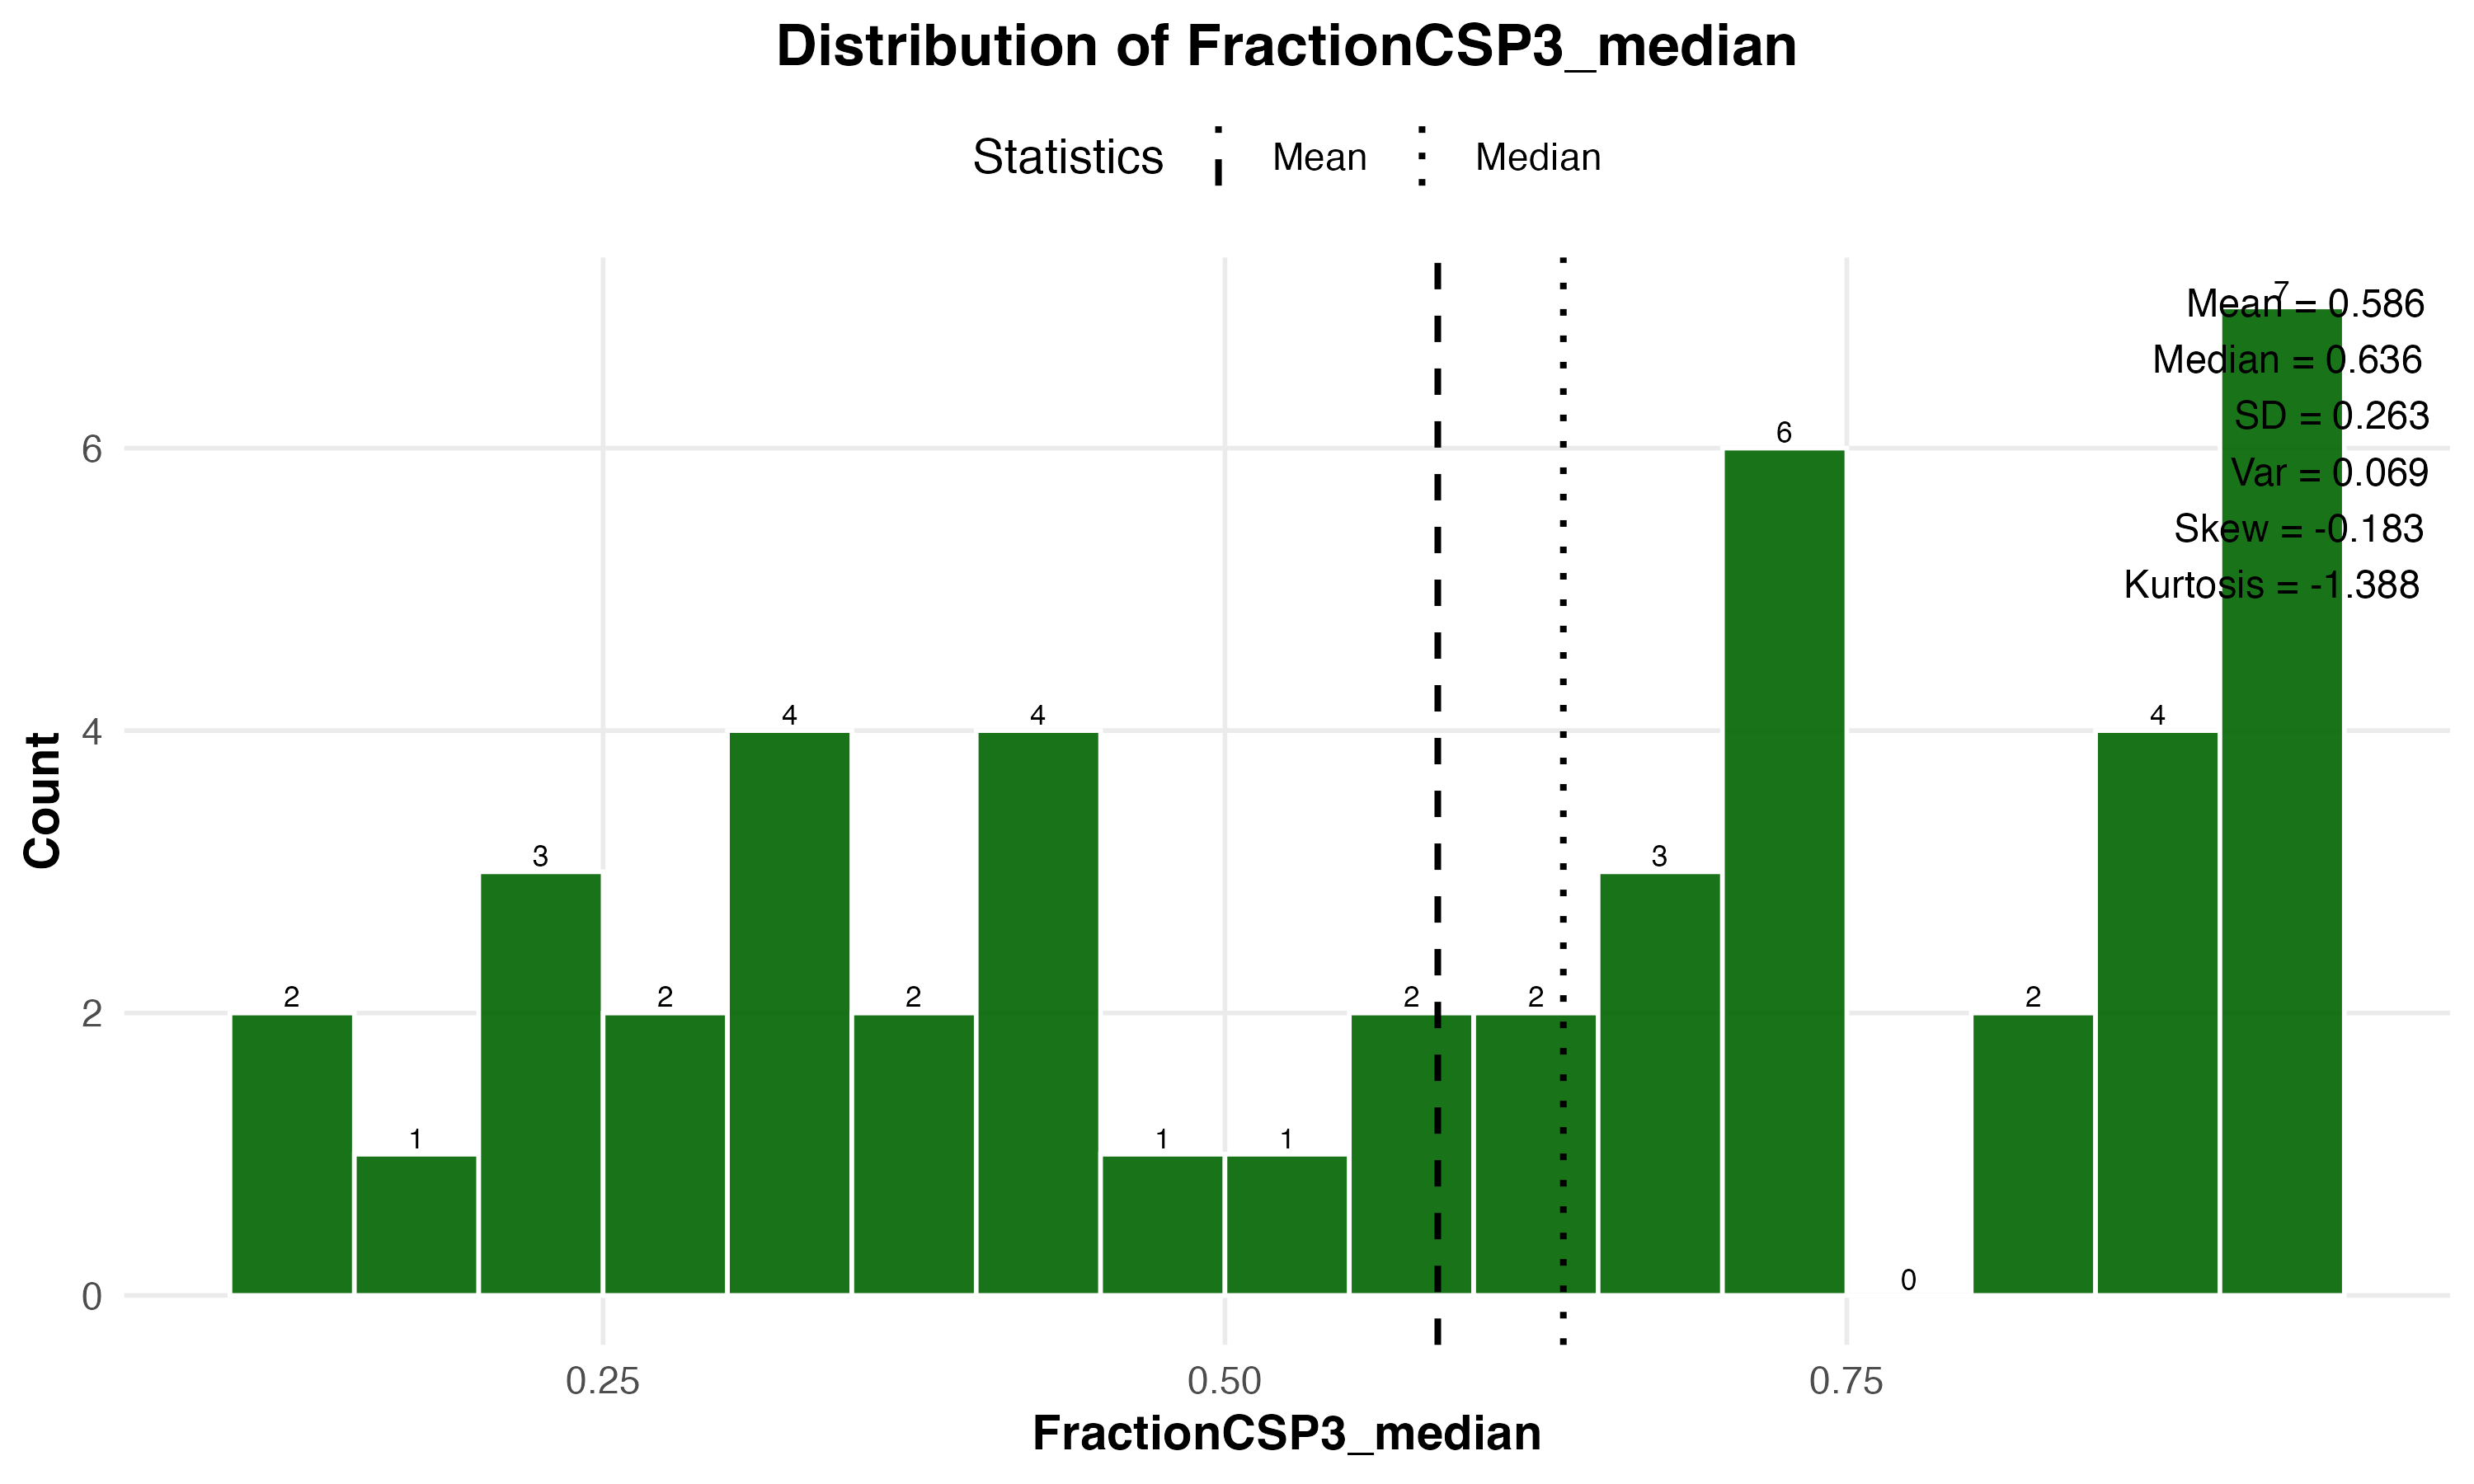 Distribution of FractionCSP3_median
Statistics Mean Median
7
Mean = 0.586
Median = 0.636
SD = 0.263
Var = 0.069
Skew = -0.183
Kurtosis = -1.388
6
6
4
4
4
4
3
3
2
2
2
2
2
2
2
1
1
1
0
0
Count
0.25 0.50 0.75
FractionCSP3_median